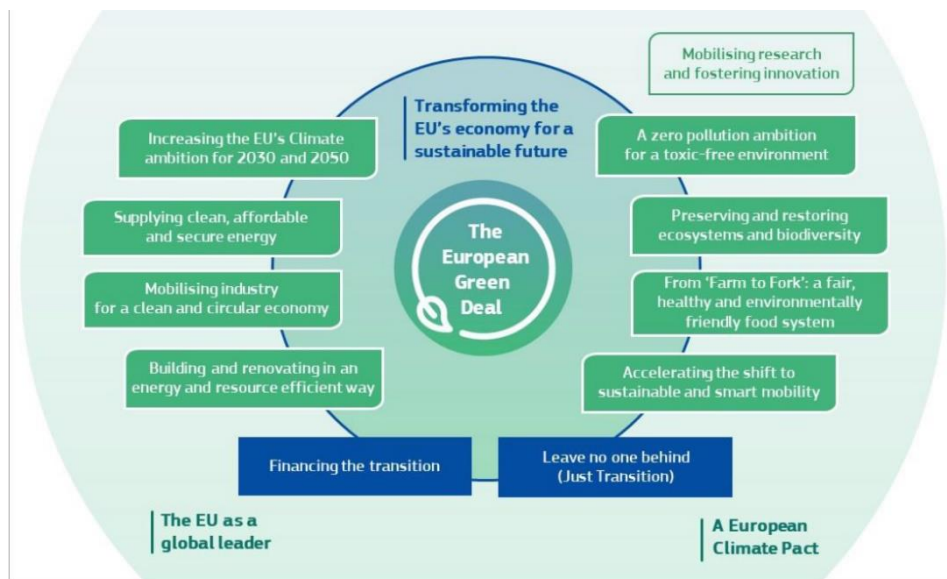 Mobilising research
and fostering innovation
Transforming the
EU's economy for a
sustainable future
Increasing the EU's Climate
ambition for 2030 and 2050
A zero pollution ambition
for a toxic-free environment
Supplying clean, affordable
and secure energy
The
European
Green
Deal
Preserving and restoring
ecosystems and biodiversity
Mobilising industry
for a clean and circular economy
From 'Farm to Fork': a fair,
healthy and environmentally
friendly food system
Building and renovating in an
energy and resource efficient way
Accelerating the shift to
sustainable and smart mobility
Financing the transition
Leave no one behind
(Just Transition)
The EU as a
global leader
A European
Climate Pact